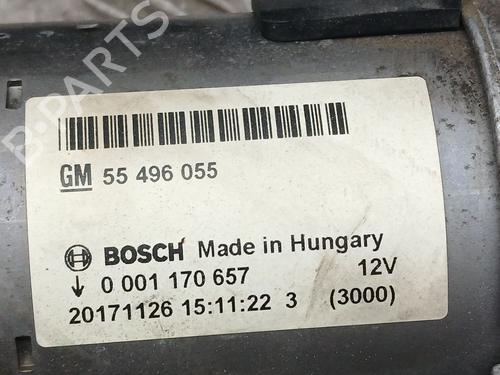 GM 55 496 055
BOSCH Made in Hungary
↓ 0 001 170 657 12V
20171126 15:11:22 3 (3000)
B-PARTS